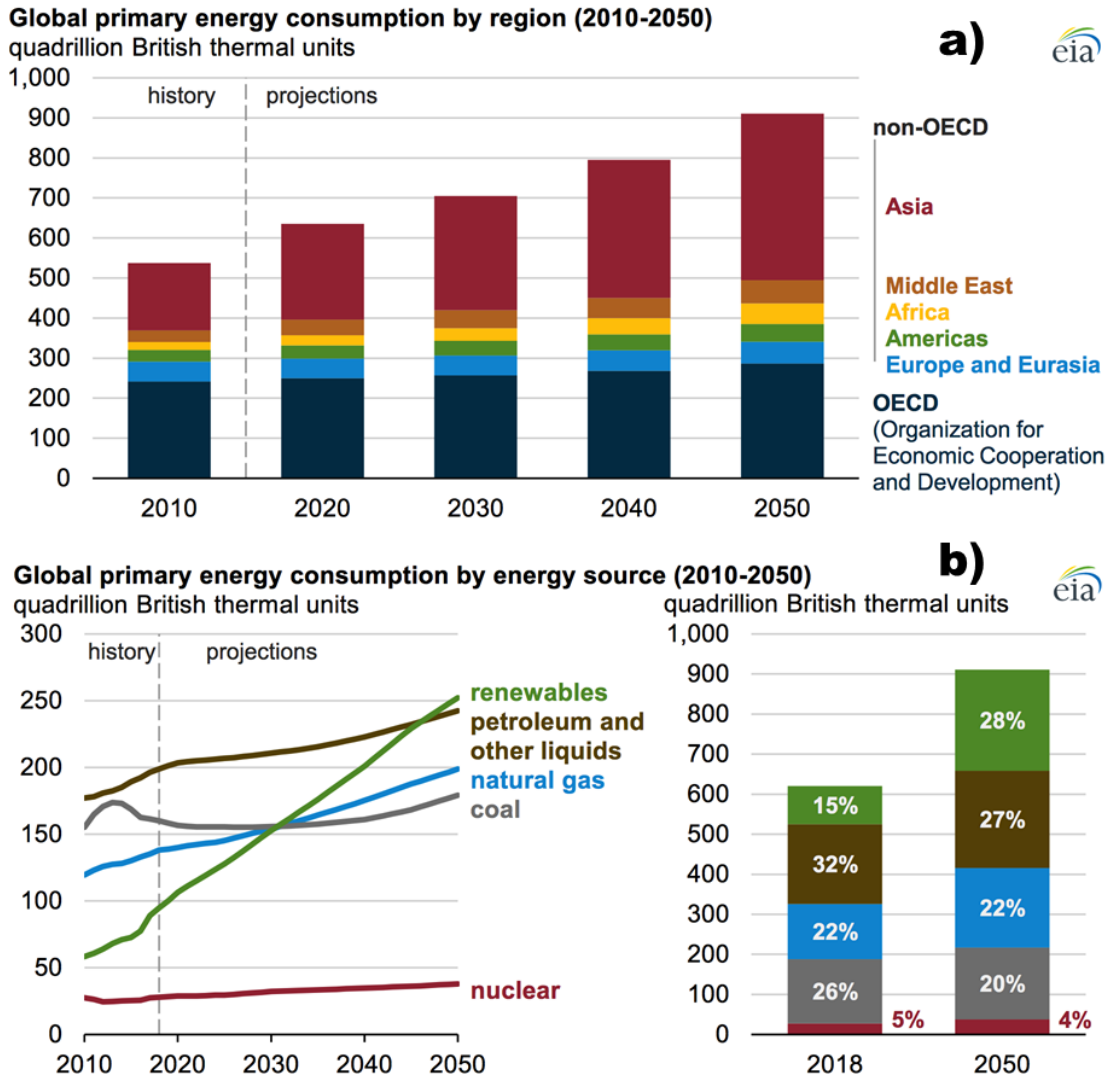 Global primary energy consumption by region (2010-2050)
quadrillion British thermal units
a)
eia
1,000
900
800
700
600
500
400
300
200
100
0
history
projections
2010
2020
2030
2040
2050
non-OECD
Asia
Middle East
Africa
Americas
Europe and Eurasia
OECD
(Organization for
Economic Cooperation
and Development)
b)
Global primary energy consumption by energy source (2010-2050)
quadrillion British thermal units
300
250
200
150
100
50
0
history
projections
renewables
petroleum and
other liquids
natural gas
coal
nuclear
2010
2020
2030
2040
2050
quadrillion British thermal units
eia
1,000
900
800
700
600
500
400
300
200
100
0
15%
32%
22%
26%
5%
28%
27%
22%
20%
4%
2018
2050